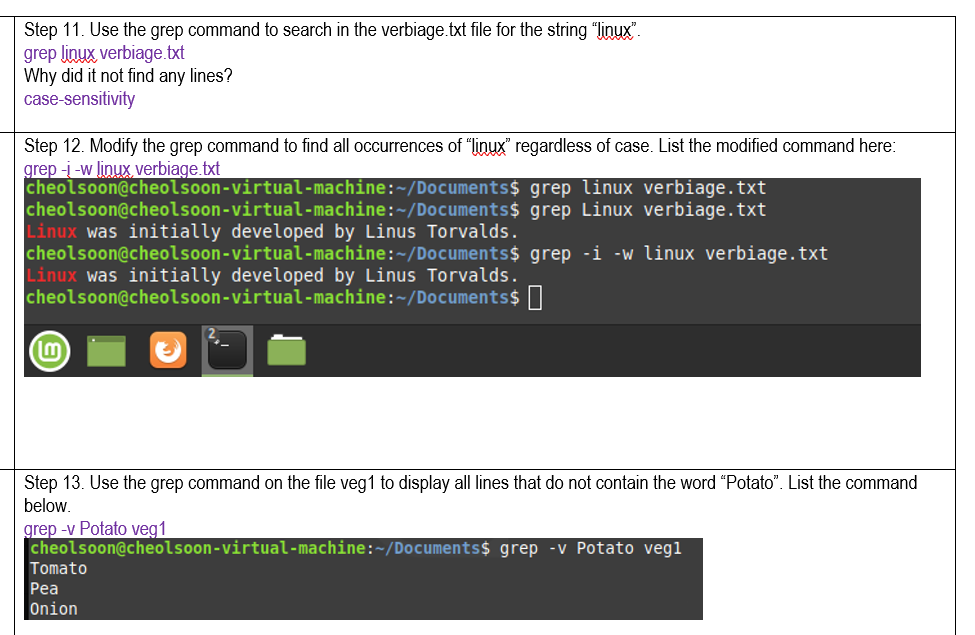 Step 11. Use the grep command to search in the verbiage.txt file for the string “linux”.
grep linux verbiage.txt
Why did it not find any lines?
case-sensitivity
Step 12. Modify the grep command to find all occurrences of “linux” regardless of case. List the modified command here:
grep -i -w linux verbiage.txt
cheolsoon@cheolsoon-virtual-machine:~/Documents$ grep linux verbiage.txt
cheolsoon@cheolsoon-virtual-machine:~/Documents$ grep Linux verbiage.txt
Linux was initially developed by Linus Torvalds.
cheolsoon@cheolsoon-virtual-machine:~/Documents$ grep -i -w linux verbiage.txt
Linux was initially developed by Linus Torvalds.
cheolsoon@cheolsoon-virtual-machine:~/Documents$
2
Step 13. Use the grep command on the file veg1 to display all lines that do not contain the word “Potato”. List the command
below.
grep -v Potato veg1
cheolsoon@cheolsoon-virtual-machine:~/Documents$ grep -v Potato veg1
Tomato
Pea
Onion